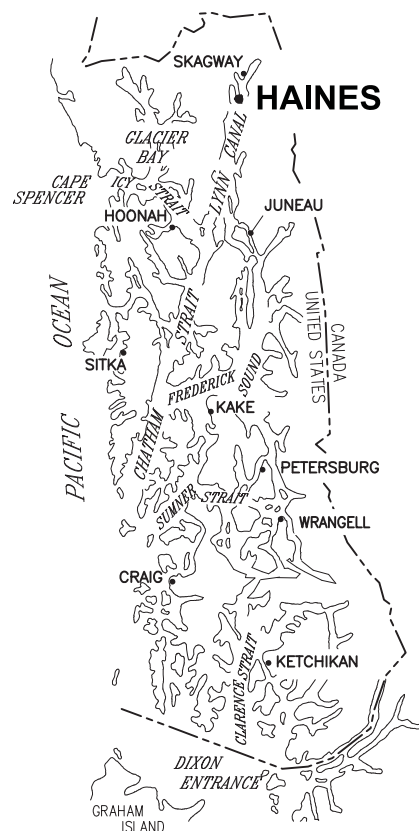 SKAGWAY
HAINES
GLACIER
BAY
LYNN CANAL
CAPE
SPENCER
ICY STRAIT
HOONAH
JUNEAU
PACIFIC OCEAN
CHATHAM STRAIT
UNITED STATES
CANADA
SITKA
FREDERICK SOUND
KAKE
PETERSBURG
SUMNER STRAIT
WRANGELL
CRAIG
CLARENCE STRAIT
KETCHIKAN
DIXON
ENTRANCE
GRAHAM
ISLAND